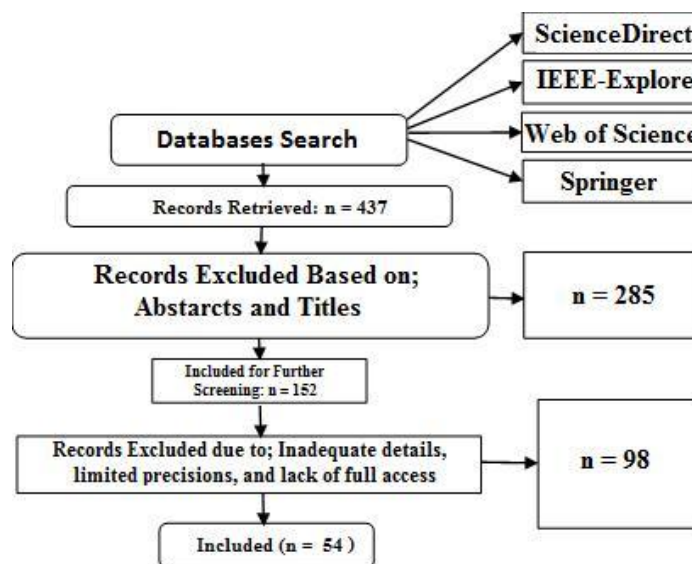 ScienceDirect
IEEE-Explore
Web of Science
Springer
Databases Search
Records Retrieved: n = 437
Records Excluded Based on;
Abstarcts and Titles
n = 285
Included for Further
Screening: n = 152
Records Excluded due to; Inadequate details,
limited precisions, and lack of full access
n = 98
Included (n = 54 )